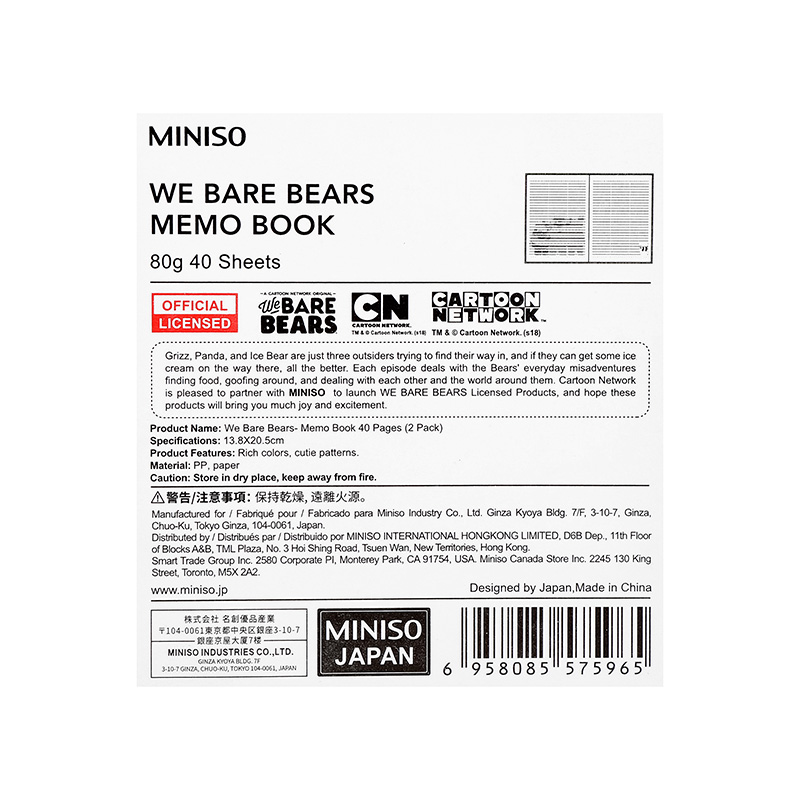 MINISO
WE BARE BEARS
MEMO BOOK
80g 40 Sheets
OFFICIAL
LICENSED
– A CARTOON NETWORK ORIGINAL –
We BARE
BEARS
CN
CARTOON NETWORK.
TM & © Cartoon Network. (s18)
CARTOON
NETWORK™
TM & © Cartoon Network. (s18)
Grizz, Panda, and Ice Bear are just three outsiders trying to find their way in, and if they can get some ice
cream on the way there, all the better. Each episode deals with the Bears' everyday misadventures
finding food, goofing around, and dealing with each other and the world around them. Cartoon Network
is pleased to partner with MINISO to launch WE BARE BEARS Licensed Products, and hope these
products will bring you much joy and excitement.
Product Name: We Bare Bears- Memo Book 40 Pages (2 Pack)
Specifications: 13.8X20.5cm
Product Features: Rich colors, cutie patterns.
Material: PP, paper
Caution: Store in dry place, keep away from fire.
⚠警告/注意事項: 保持乾燥, 遠離火源。
Manufactured for / Fabriqué pour / Fabricado para Miniso Industry Co., Ltd. Ginza Kyoya Bldg. 7/F, 3-10-7, Ginza,
Chuo-Ku, Tokyo Ginza, 104-0061, Japan.
Distributed by / Distribués par / Distribuido por MINISO INTERNATIONAL HONGKONG LIMITED, D6B Dep., 11th Floor
of Blocks A&B, TML Plaza, No. 3 Hoi Shing Road, Tsuen Wan, New Territories, Hong Kong.
Smart Trade Group Inc. 2580 Corporate Pl, Monterey Park, CA 91754, USA. Miniso Canada Store Inc. 2245 130 King
Street, Toronto, M5X 2A2.
www.miniso.jp
Designed by Japan,Made in China
株式会社 名創優品産業
〒104-0061東京都中央区銀座3-10-7
銀座京屋大厦7楼
MINISO INDUSTRIES CO.,LTD.
GINZA KYOYA BLDG. 7F
3-10-7 GINZA, CHUO-KU, TOKYO 104-0061, JAPAN
MINISO
JAPAN
6 958085 575965